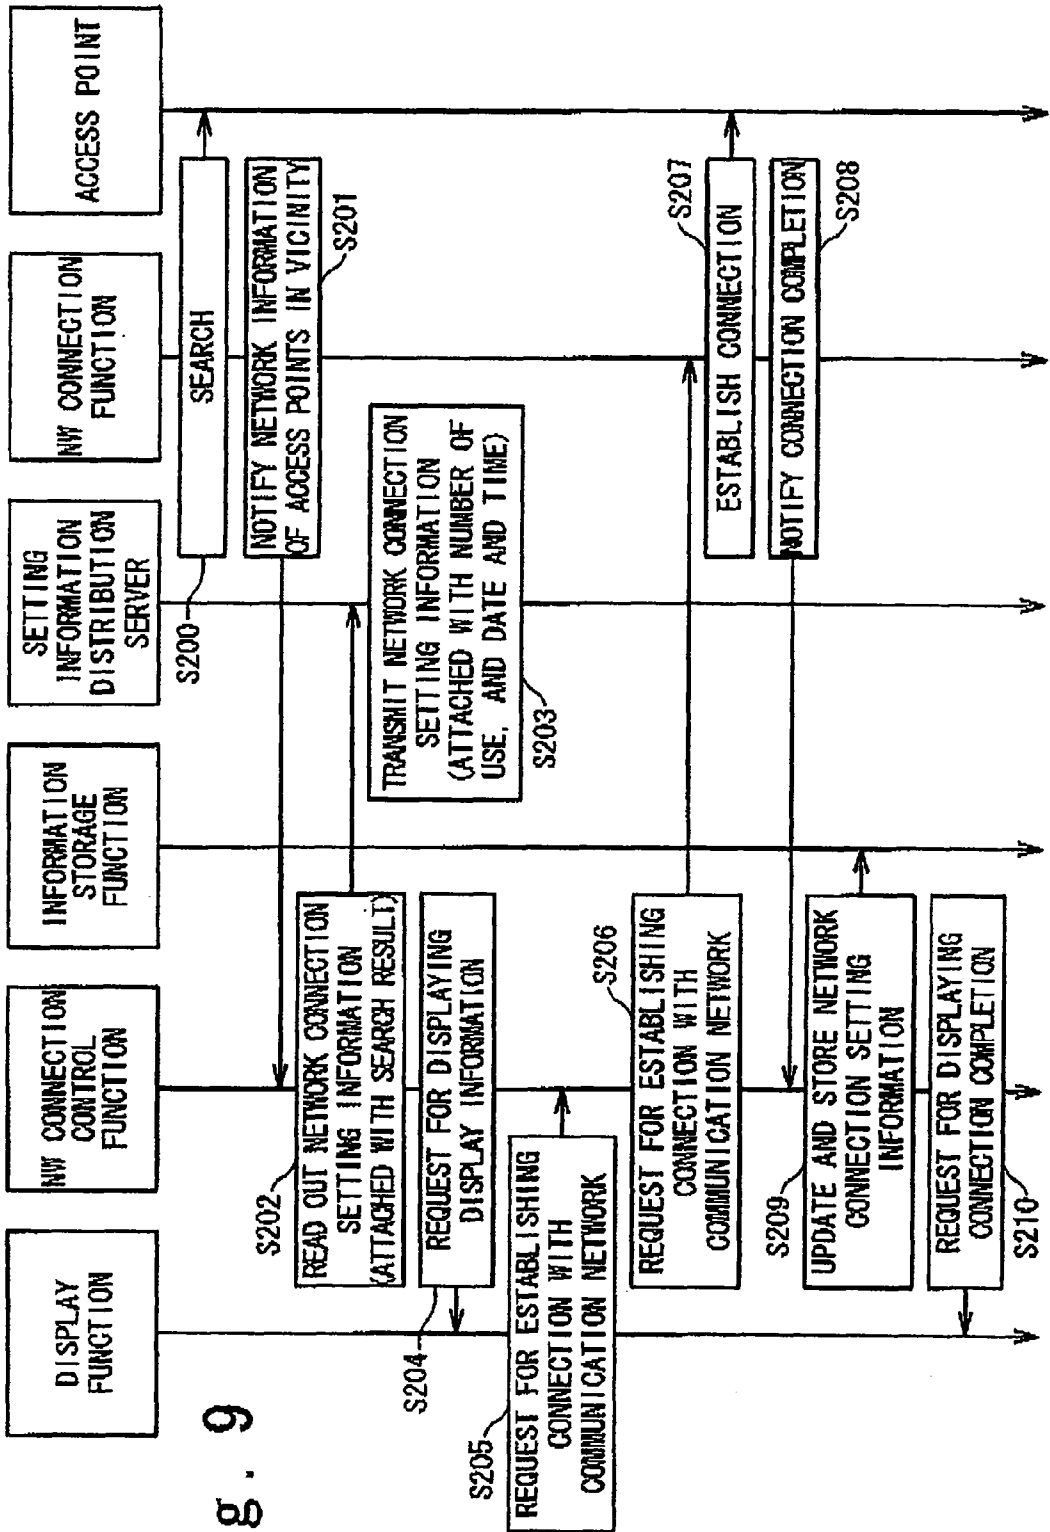 g. 9
DISPLAY
FUNCTION
NW CONNECTION
CONTROL
FUNCTION
INFORMATION
STORAGE
FUNCTION
SETTING
INFORMATION
DISTRIBUTION
SERVER
NW CONNECTION
FUNCTION
ACCESS POINT
S200
SEARCH
NOTIFY NETWORK INFORMATION
OF ACCESS POINTS IN VICINITY
S201
S202
READ OUT NETWORK CONNECTION
SETTING INFORMATION
(ATTACHED WITH SEARCH RESULT)
TRANSMIT NETWORK CONNECTION
SETTING INFORMATION
(ATTACHED WITH NUMBER OF
USE, AND DATE AND TIME)
S203
REQUEST FOR DISPLAYING
DISPLAY INFORMATION
S204
S205
REQUEST FOR ESTABLISHING
CONNECTION WITH
COMMUNICATION NETWORK
S206
REQUEST FOR ESTABLISHING
CONNECTION WITH
COMMUNICATION NETWORK
S207
ESTABLISH CONNECTION
NOTIFY CONNECTION COMPLETION
S208
S209
UPDATE AND STORE NETWORK
CONNECTION SETTING
INFORMATION
REQUEST FOR DISPLAYING
CONNECTION COMPLETION
S210